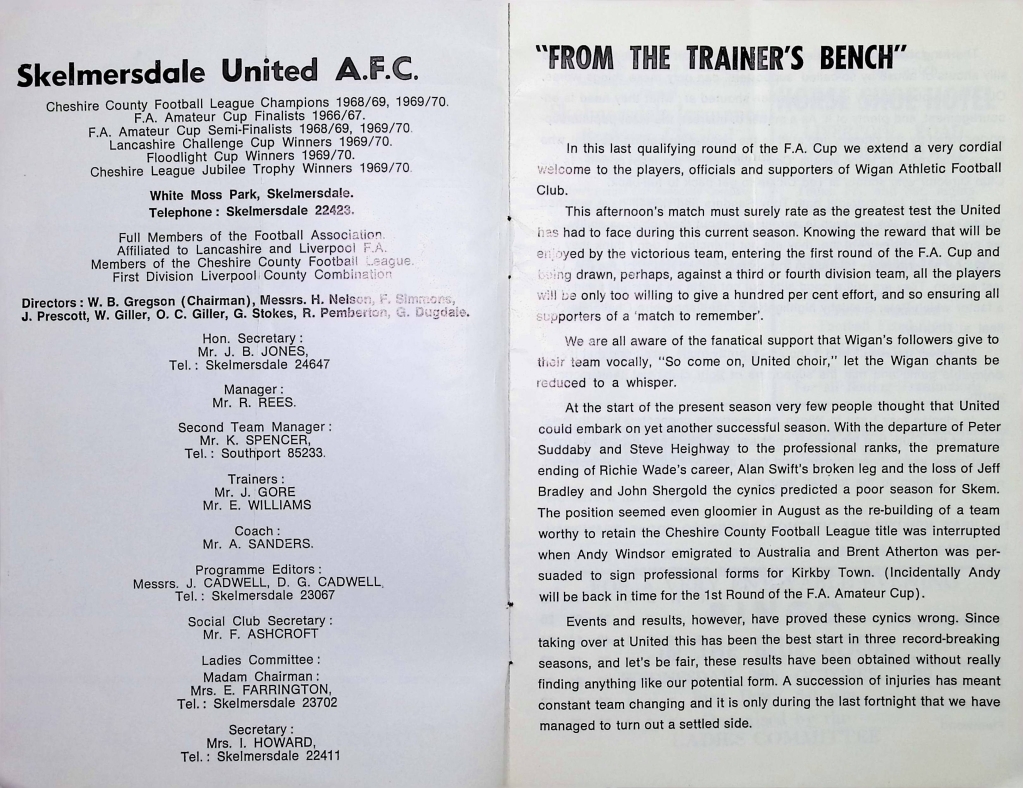 Skelmersdale United A.F.C.
Cheshire County Football League Champions 1968/69, 1969/70.
F.A. Amateur Cup Finalists 1966/67.
F.A. Amateur Cup Semi-Finalists 1968/69, 1969/70.
Lancashire Challenge Cup Winners 1969/70.
Floodlight Cup Winners 1969/70.
Cheshire League Jubilee Trophy Winners 1969/70.
White Moss Park, Skelmersdale.
Telephone : Skelmersdale 22423.
Full Members of the Football Association.
Affiliated to Lancashire and Liverpool F.A.
Members of the Cheshire County Football League.
First Division Liverpool County Combination
Directors : W. B. Gregson (Chairman), Messrs. H. Nelson, F. Simmons,
J. Prescott, W. Giller, O. C. Giller, G. Stokes, R. Pemberton, G. Dugdale.
Hon. Secretary :
Mr. J. B. JONES,
Tel. : Skelmersdale 24647
Manager :
Mr. R. REES.
Second Team Manager :
Mr. K. SPENCER,
Tel. : Southport 85233.
Trainers :
Mr. J. GORE
Mr. E. WILLIAMS
Coach :
Mr. A. SANDERS.
Programme Editors :
Messrs. J. CADWELL, D. G. CADWELL,
Tel. : Skelmersdale 23067
Social Club Secretary :
Mr. F. ASHCROFT
Ladies Committee :
Madam Chairman :
Mrs. E. FARRINGTON,
Tel. : Skelmersdale 23702
Secretary :
Mrs. I. HOWARD,
Tel. : Skelmersdale 22411
"FROM THE TRAINER'S BENCH"
In this last qualifying round of the F.A. Cup we extend a very cordial
welcome to the players, officials and supporters of Wigan Athletic Football
Club.
This afternoon's match must surely rate as the greatest test the United
has had to face during this current season. Knowing the reward that will be
enjoyed by the victorious team, entering the first round of the F.A. Cup and
being drawn, perhaps, against a third or fourth division team, all the players
will be only too willing to give a hundred per cent effort, and so ensuring all
supporters of a 'match to remember'.
We are all aware of the fanatical support that Wigan's followers give to
their team vocally, "So come on, United choir," let the Wigan chants be
reduced to a whisper.
At the start of the present season very few people thought that United
could embark on yet another successful season. With the departure of Peter
Suddaby and Steve Heighway to the professional ranks, the premature
ending of Richie Wade's career, Alan Swift's broken leg and the loss of Jeff
Bradley and John Shergold the cynics predicted a poor season for Skem.
The position seemed even gloomier in August as the re-building of a team
worthy to retain the Cheshire County Football League title was interrupted
when Andy Windsor emigrated to Australia and Brent Atherton was per-
suaded to sign professional forms for Kirkby Town. (Incidentally Andy
will be back in time for the 1st Round of the F.A. Amateur Cup).
Events and results, however, have proved these cynics wrong. Since
taking over at United this has been the best start in three record-breaking
seasons, and let's be fair, these results have been obtained without really
finding anything like our potential form. A succession of injuries has meant
constant team changing and it is only during the last fortnight that we have
managed to turn out a settled side.